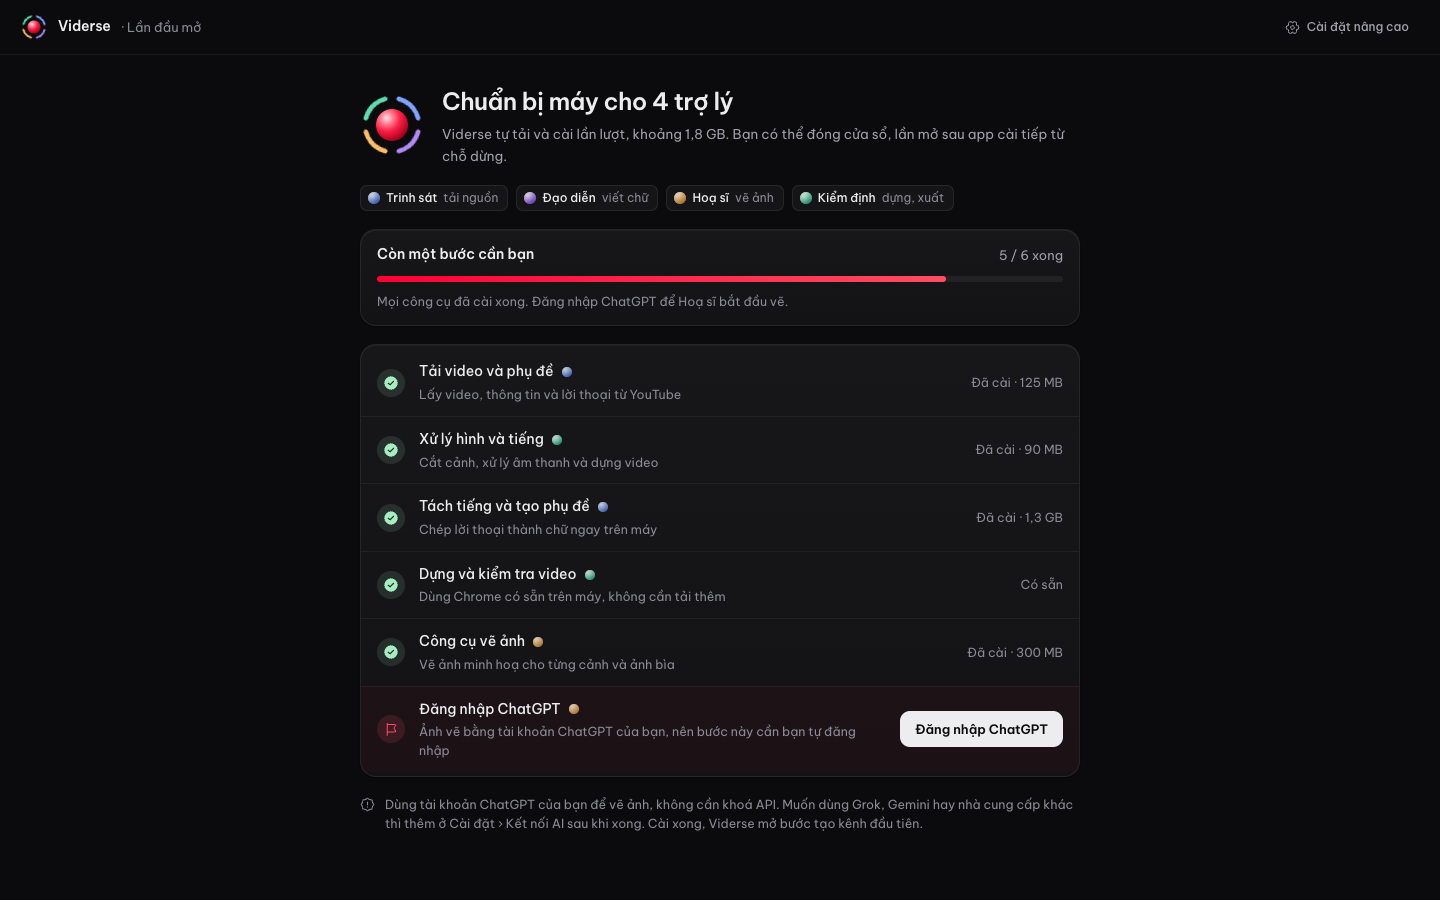 Viderse · Lần đầu mở
Cài đặt nâng cao
Chuẩn bị máy cho 4 trợ lý
Viderse tự tải và cài lần lượt, khoảng 1,8 GB. Bạn có thể đóng cửa sổ, lần mở sau app cài tiếp từ
chỗ dừng.
Trinh sát tải nguồn
Đạo diễn viết chữ
Hoạ sĩ vẽ ảnh
Kiểm định dựng, xuất
Còn một bước cần bạn
5 / 6 xong
Mọi công cụ đã cài xong. Đăng nhập ChatGPT để Hoạ sĩ bắt đầu vẽ.
Tải video và phụ đề
Lấy video, thông tin và lời thoại từ YouTube
Đã cài · 125 MB
Xử lý hình và tiếng
Cắt cảnh, xử lý âm thanh và dựng video
Đã cài · 90 MB
Tách tiếng và tạo phụ đề
Chép lời thoại thành chữ ngay trên máy
Đã cài · 1,3 GB
Dựng và kiểm tra video
Dùng Chrome có sẵn trên máy, không cần tải thêm
Có sẵn
Công cụ vẽ ảnh
Vẽ ảnh minh hoạ cho từng cảnh và ảnh bìa
Đã cài · 300 MB
Đăng nhập ChatGPT
Ảnh vẽ bằng tài khoản ChatGPT của bạn, nên bước này cần bạn tự đăng
nhập
Đăng nhập ChatGPT
Dùng tài khoản ChatGPT của bạn để vẽ ảnh, không cần khoá API. Muốn dùng Grok, Gemini hay nhà cung cấp khác
thì thêm ở Cài đặt › Kết nối AI sau khi xong. Cài xong, Viderse mở bước tạo kênh đầu tiên.